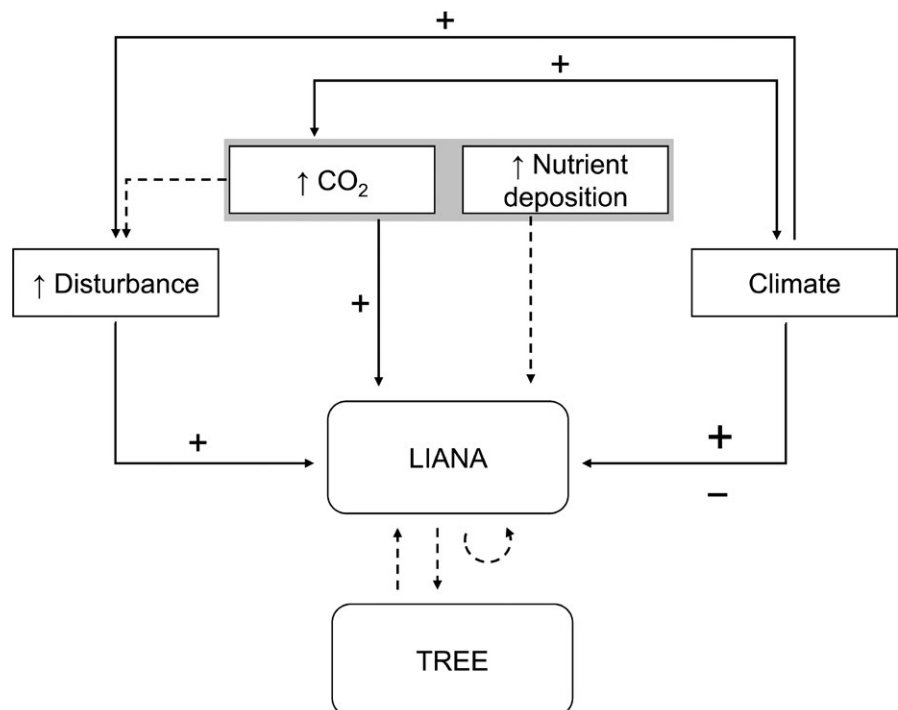 +
+
↑ CO₂
↑ Nutrient
deposition
↑ Disturbance
Climate
+
+
+
−
LIANA
TREE